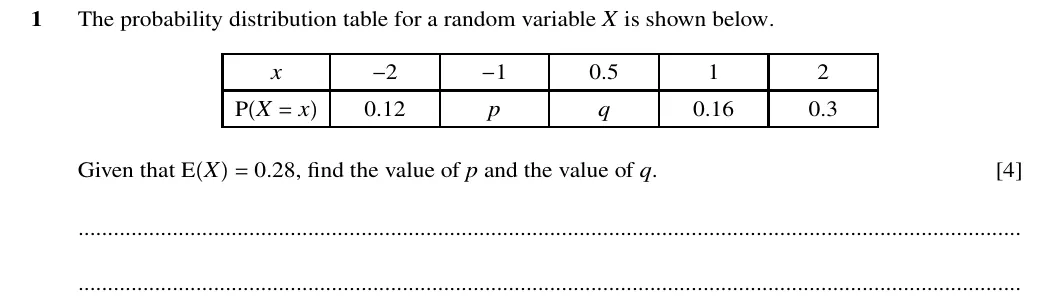 1 The probability distribution table for a random variable X is shown below.
x −2 −1 0.5 1 2
P(X = x) 0.12 p q 0.16 0.3
Given that E(X) = 0.28, find the value of p and the value of q. [4]